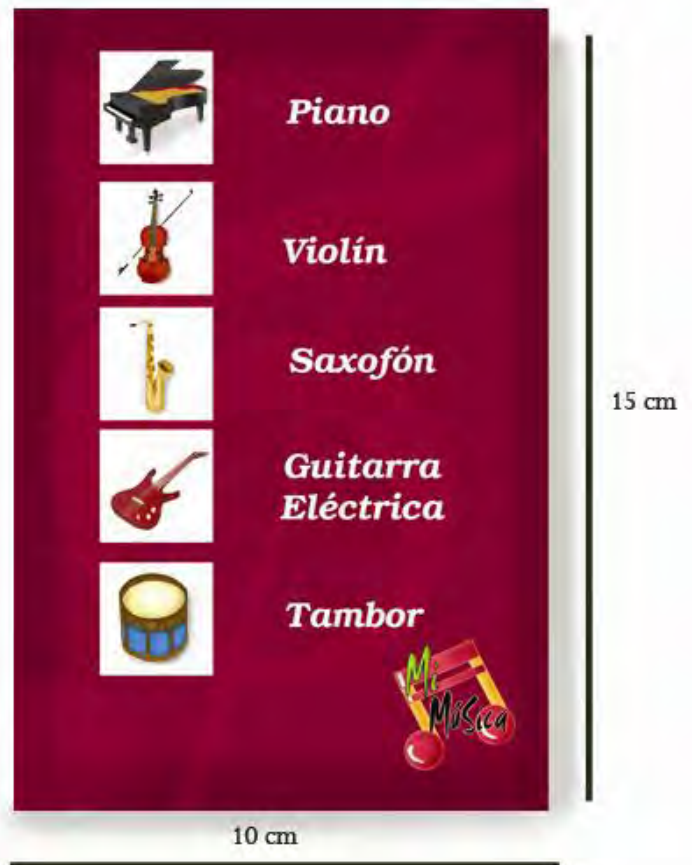 Piano
Violín
Saxofón
Guitarra
Eléctrica
Tambor
Mi
Música
15 cm
10 cm